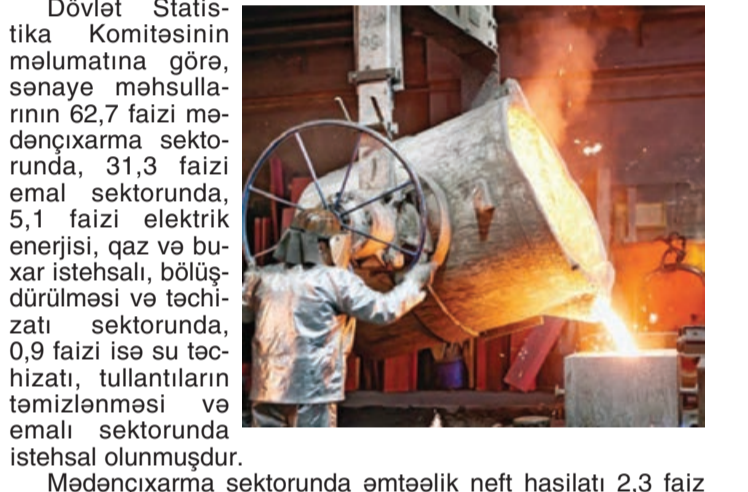 Dövlət Statis-
tika Komitəsinin
məlumatına görə,
sənaye məhsulla-
rının 62,7 faizi mə-
dənçıxarma sekto-
runda, 31,3 faizi
emal sektorunda,
5,1 faizi elektrik
enerjisi, qaz və bu-
xar istehsalı, bölüş-
dürülməsi və təchi-
zatı sektorunda,
0,9 faizi isə su təc-
hizatı, tullantıların
təmizlənməsi və
emalı sektorunda
istehsal olunmuşdur.
Mədənçıxarma sektorunda əmtəəlik neft hasilatı 2,3 faiz